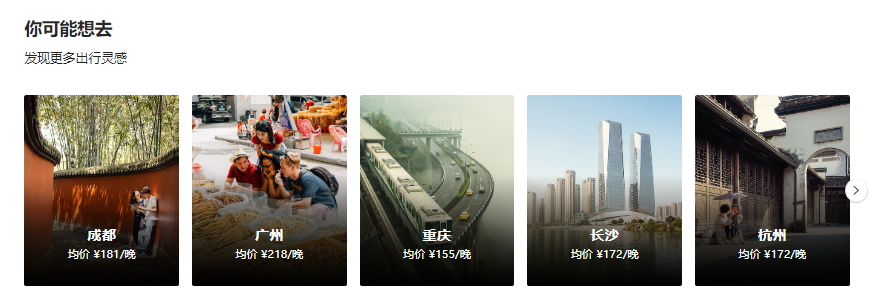 你可能想去
发现更多出行灵感
成都
均价 ¥181/晚
广州
均价 ¥218/晚
重庆
均价 ¥155/晚
长沙
均价 ¥172/晚
杭州
均价 ¥172/晚